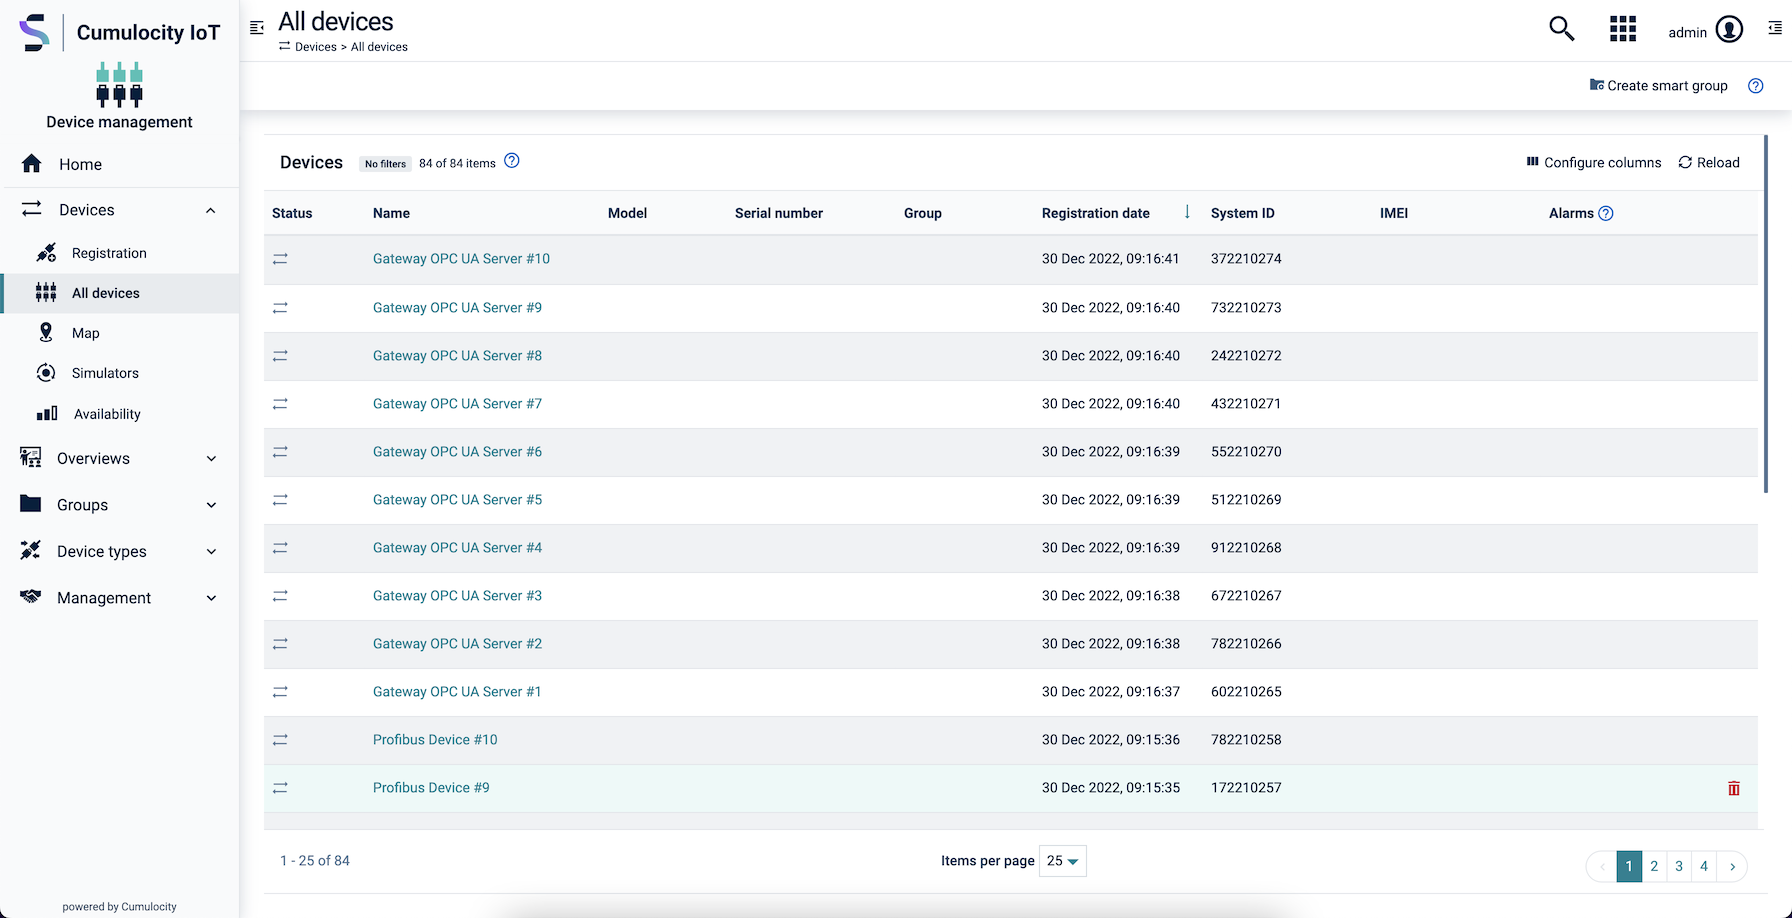 Cumulocity IoT
Device management
Home
Devices
Registration
All devices
Map
Simulators
Availability
Overviews
Groups
Device types
Management
powered by Cumulocity
All devices
Devices > All devices
admin
Create smart group
Devices No filters 84 of 84 items
Configure columns Reload
Status Name Model Serial number Group Registration date System ID IMEI Alarms
Gateway OPC UA Server #10 30 Dec 2022, 09:16:41 372210274
Gateway OPC UA Server #9 30 Dec 2022, 09:16:40 732210273
Gateway OPC UA Server #8 30 Dec 2022, 09:16:40 242210272
Gateway OPC UA Server #7 30 Dec 2022, 09:16:40 432210271
Gateway OPC UA Server #6 30 Dec 2022, 09:16:39 552210270
Gateway OPC UA Server #5 30 Dec 2022, 09:16:39 512210269
Gateway OPC UA Server #4 30 Dec 2022, 09:16:39 912210268
Gateway OPC UA Server #3 30 Dec 2022, 09:16:38 672210267
Gateway OPC UA Server #2 30 Dec 2022, 09:16:38 782210266
Gateway OPC UA Server #1 30 Dec 2022, 09:16:37 602210265
Profibus Device #10 30 Dec 2022, 09:15:36 782210258
Profibus Device #9 30 Dec 2022, 09:15:35 172210257
1 - 25 of 84 Items per page 25 1 2 3 4